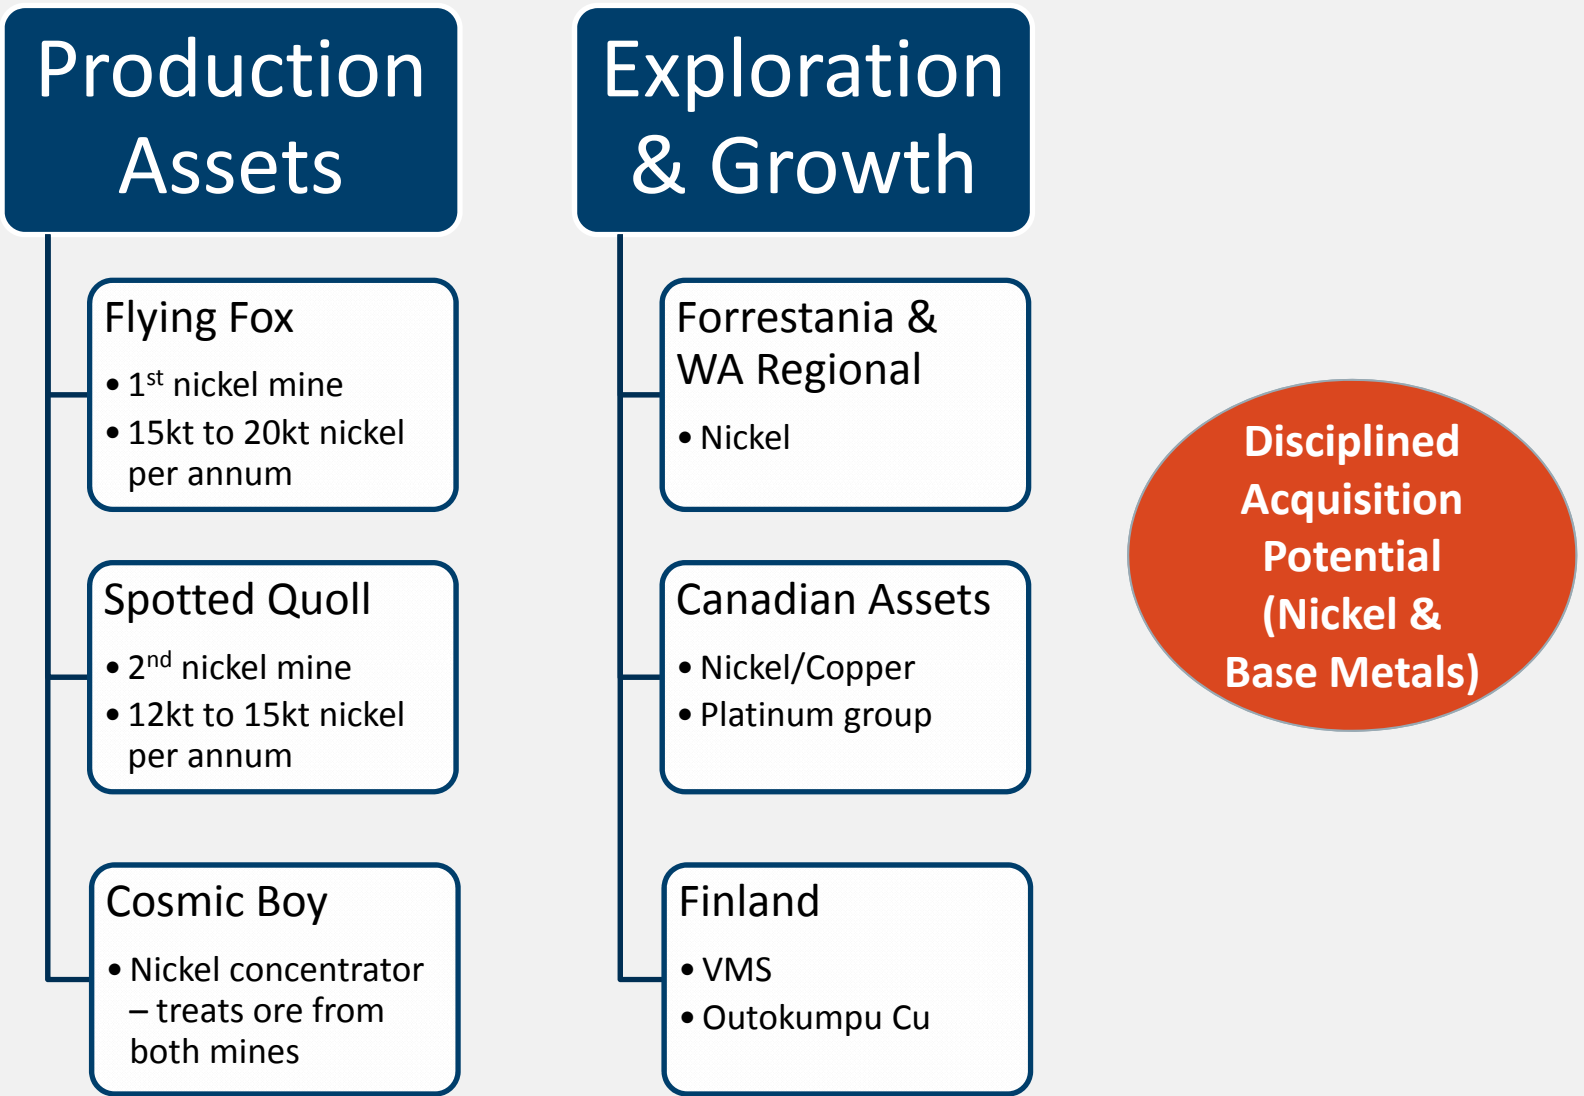 Production
Assets
Flying Fox
• 1st nickel mine
• 15kt to 20kt nickel
per annum
Spotted Quoll
• 2nd nickel mine
• 12kt to 15kt nickel
per annum
Cosmic Boy
• Nickel concentrator
– treats ore from
both mines
Exploration
& Growth
Forrestania &
WA Regional
• Nickel
Canadian Assets
• Nickel/Copper
• Platinum group
Finland
• VMS
• Outokumpu Cu
Disciplined
Acquisition
Potential
(Nickel &
Base Metals)